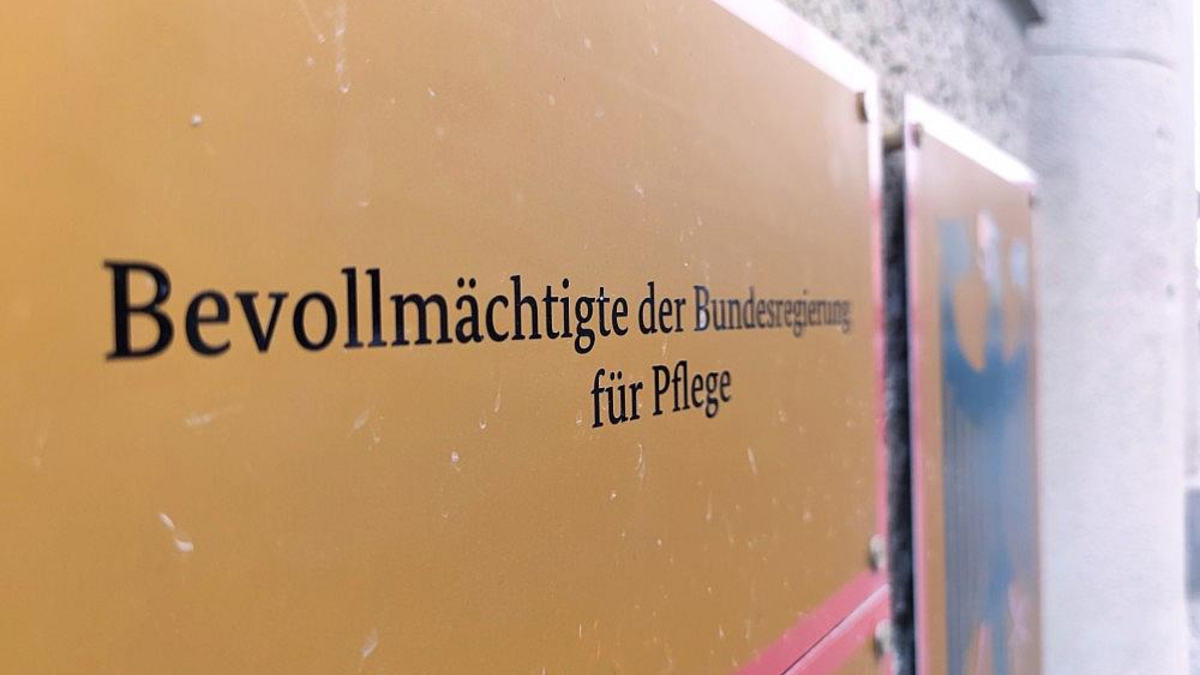 Bevollmächtigte der Bundesregierung
für Pflege